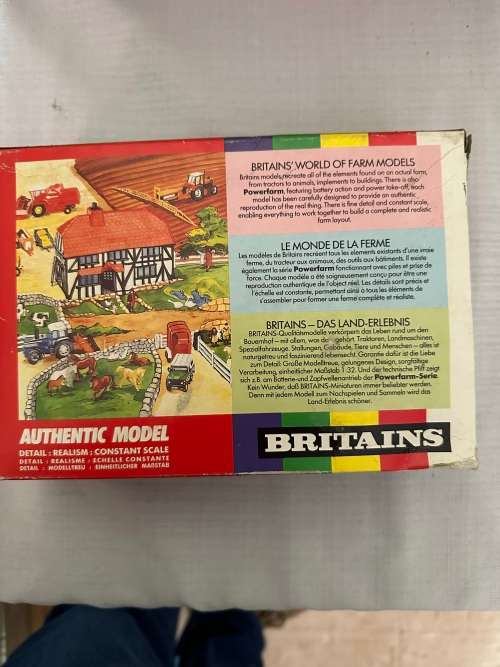 BRITAINS' WORLD OF FARM MODELS
Britains models recreate all of the elements found on an actual farm,
from tractors to animals, implements to buildings. There is also
Powerfarm, featuring battery action and power take-off, each
model has been carefully designed to provide an authentic
reproduction of the real thing. There is fine detail and constant scale,
enabling everything to work together to build a complete and realistic
farm layout.
LE MONDE DE LA FERME
Les modèles de Britains recréent tous les éléments existants d'une vraie
ferme, du tracteur aux animaux, des outils aux bâtiments. Il existe
également la série Powerfarm fonctionnant avec piles et prise de
force. Chaque modèle a été soigneusement conçu pour être une
reproduction authentique de l'objet réel. Les détails sont précis et
l'échelle est constante, permettant ainsi à tous les éléments de
s'assembler pour former une ferme complète et réaliste.
BRITAINS – DAS LAND-ERLEBNIS
BRITAINS-Qualitätsmodelle verkörpern das Leben rund um den
Bauernhof – mit allem, was dazugehört. Traktoren, Landmaschinen,
Spezialfahrzeuge, Stallungen, Gebäude, Tiere und Menschen – alles ist
naturgetreu und faszinierend lebensecht. Garantie dafür ist die Liebe
zum Detail: Große Modelltreue, gelungenes Design, sorgfältige
Verarbeitung, einheitlicher Maßstab 1:32. Und der technische Pfiff zeigt
sich z.B. am Batterie-und Zapfwellenantrieb der Powerfarm-Serie.
Kein Wunder, daß BRITAINS-Miniaturen immer beliebter werden.
Denn mit jedem Modell zum Nachspielen und Sammeln wird das
Land-Erlebnis schöner.
AUTHENTIC MODEL
DETAIL : REALISM : CONSTANT SCALE
DETAIL : REALISME : ECHELLE CONSTANTE
DETAIL : MODELLTREU : EINHEITLICHER MAßSTAB
BRITAINS